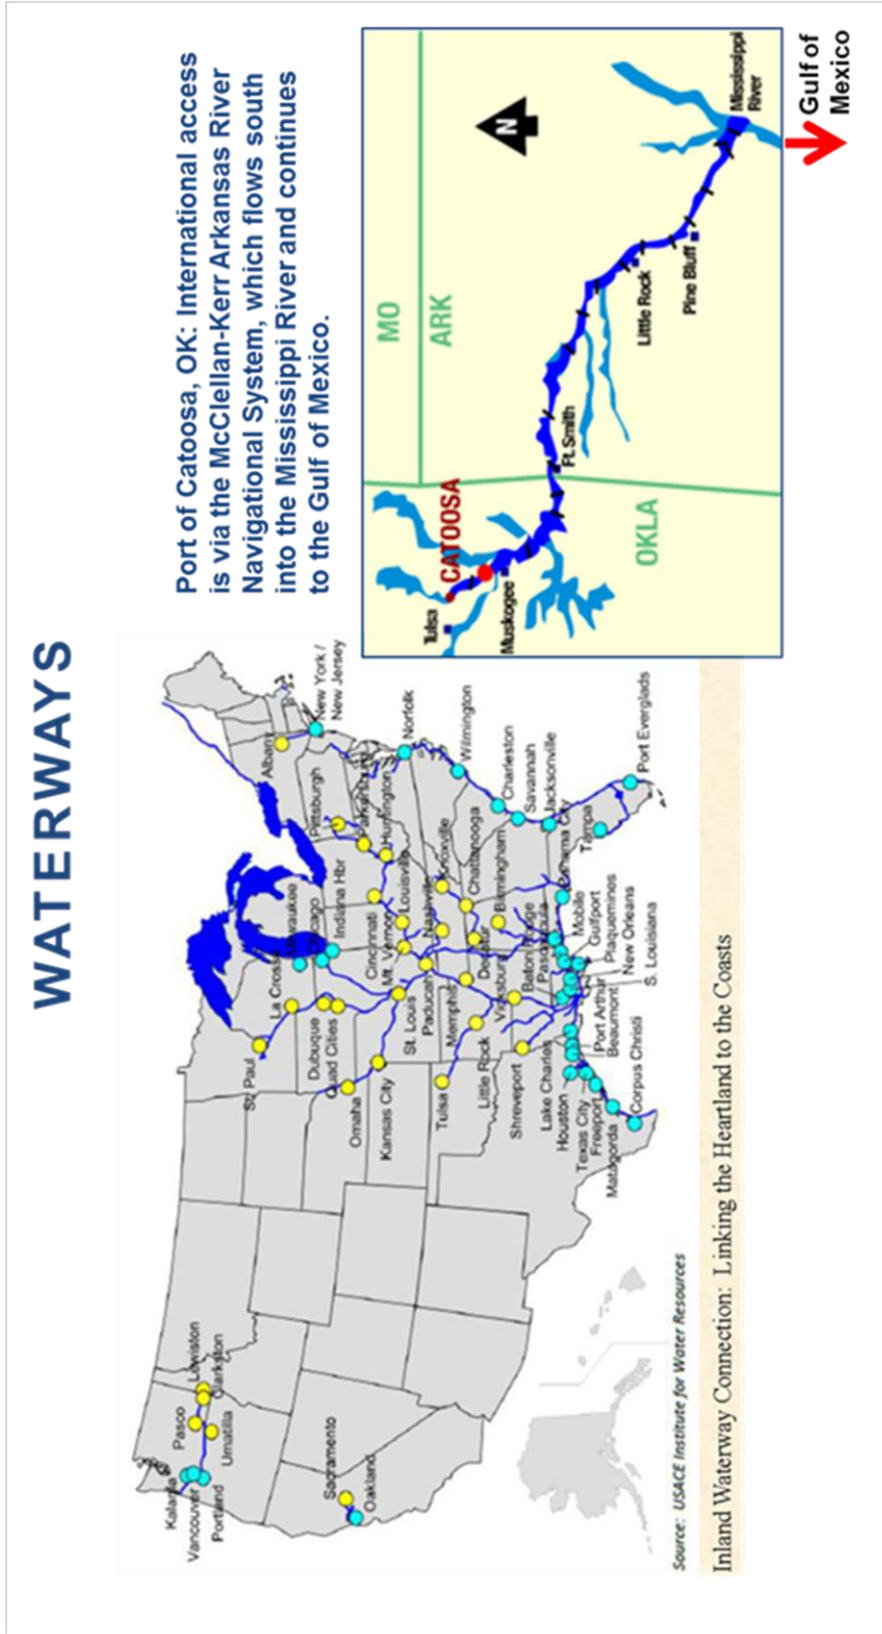 WATERWAYS
Port of Catoosa, OK: International access
is via the McClellan-Kerr Arkansas River
Navigational System, which flows south
into the Mississippi River and continues
to the Gulf of Mexico.
Kalama
Vancouver
Portland
Pasco
Umatilla
Lewiston
Clarkston
Sacramento
Oakland
St. Paul
La Crosse
Dubuque
Quad Cities
Omaha
Kansas City
Tulsa
Little Rock
Shreveport
Lake Charles
Houston
Texas City
Freeport
Matagorda
Corpus Christi
Port Arthur
Beaumont
S. Louisiana
New Orleans
Plaquemines
Gulfport
Mobile
Panama City
Pascagoula
Baton Rouge
Vicksburg
Memphis
Decatur
Paducah
St. Louis
Mt. Vernon
Nashville
Cincinnati
Louisville
Indiana Hbr
Chicago
Milwaukee
Birmingham
Chattanooga
Knoxville
Huntington
Pittsburgh
Albany
New York /
New Jersey
Norfolk
Wilmington
Charleston
Savannah
Jacksonville
Tampa
Port Everglads
MO
ARK
OKLA
N
Tulsa
CATOOSA
Muskogee
Ft. Smith
Little Rock
Pine Bluff
Mississippi
River
Gulf of
Mexico
Source: USACE Institute for Water Resources
Inland Waterway Connection: Linking the Heartland to the Coasts